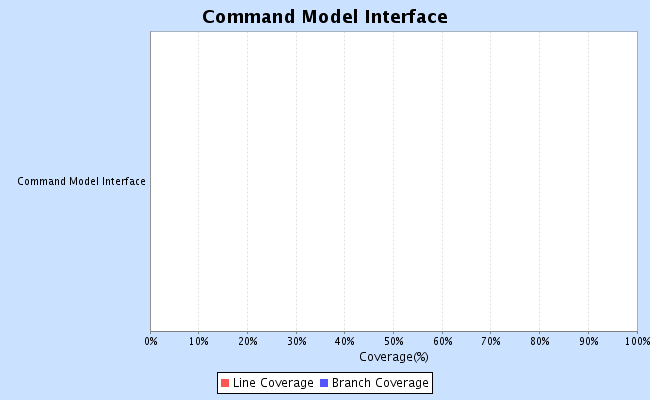 Command Model Interface
Command Model Interface
0% 10% 20% 30% 40% 50% 60% 70% 80% 90% 100%
Coverage(%)
Line Coverage Branch Coverage